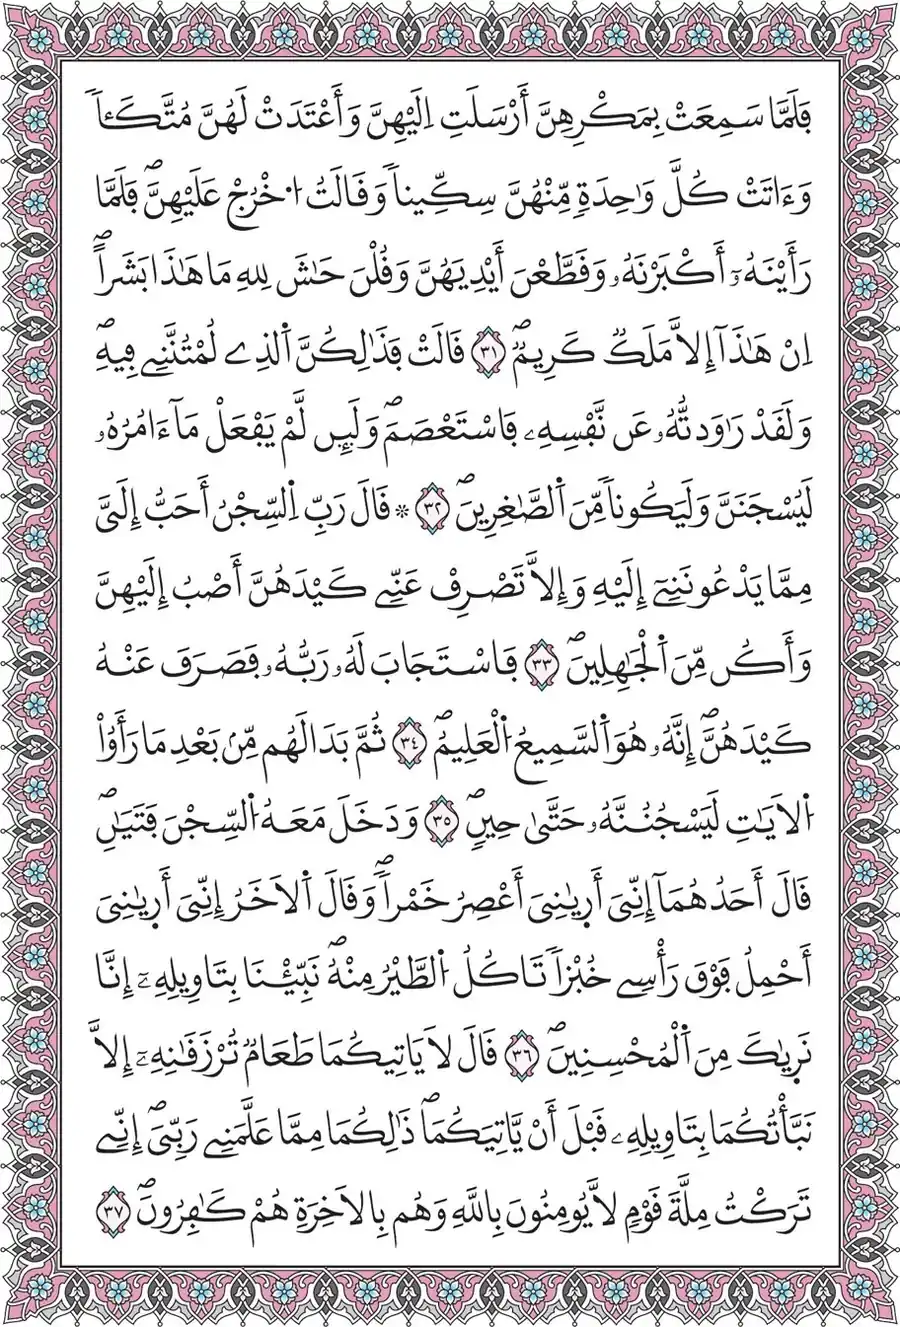 فَلَمَّا سَمِعَتْ بِمَكْرِهِنَّ أَرْسَلَتِ اِلَيْهِنَّ وَأَعْتَدَتْ لَهُنَّ مُتَّكَـٔاٗ
وَءَاتَتْ كُلَّ وَٰحِدَةٖ مِّنْهُنَّ سِكِّيناٗ وَقَالَتُ اُ۟خْرُجْ عَلَيْهِنَّۖ فَلَمَّا
رَأَيْنَهُۥٓ أَكْبَرْنَهُۥ وَقَطَّعْنَ أَيْدِيَهُنَّ وَقُلْنَ حَٰشَ لِلهِ مَا هَٰذَا بَشَراًۖ
اِنْ هَٰذَآ إِلَّا مَلَكٞ كَرِيمٞۖ ٣١ قَالَتْ فَذَٰلِكُنَّ اَ۬لذِے لُمْتُنَّنِے فِيهِۖ
وَلَقَدْ رَٰوَدتُّهُۥ عَن نَّفْسِهِۦ فَاسْتَعْصَمَۖ وَلَئِن لَّمْ يَفْعَلْ مَآ ءَامُرُهُۥ
لَيُسْجَنَنَّ وَلَيَكُوناٗ مِّنَ اَ۬لصَّٰغِرِينَۖ ٣٢ ۞ قَالَ رَبِّ اِ۬لسِّجْنُ أَحَبُّ إِلَيَّ
مِمَّا يَدْعُونَنِےٓ إِلَيْهِ وَإِلَّا تَصْرِفْ عَنِّے كَيْدَهُنَّ أَصْبُ إِلَيْهِنَّ
وَأَكُن مِّنَ اَ۬لْجَٰهِلِينَۖ ٣٣ فَاسْتَجَابَ لَهُۥ رَبُّهُۥ فَصَرَفَ عَنْهُ
كَيْدَهُنَّۖ إِنَّهُۥ هُوَ اَ۬لسَّمِيعُ اُ۬لْعَلِيمُۖ ٣٤ ثُمَّ بَدَا لَهُم مِّنۢ بَعْدِ مَا رَأَوُاْ
اُ۬لَايَٰتِ لَيَسْجُنُنَّهُۥ حَتَّىٰ حِينٖۖ ٣٥ وَدَخَلَ مَعَهُ اُ۬لسِّجْنَ فَتَيَٰنِۖ
قَالَ أَحَدُهُمَآ إِنِّيَ أَرِىٰنِيَ أَعْصِرُ خَمْراٗۖ وَقَالَ اَ۬لَاخَرُ إِنِّيَ أَرِىٰنِيَ
أَحْمِلُ فَوْقَ رَأْسِے خُبْزاٗ تَاكُلُ اُ۬لطَّيْرُ مِنْهُۖ نَبِّئْنَا بِتَاوِيلِهِۦٓ إِنَّا
نَرِىٰكَ مِنَ اَ۬لْمُحْسِنِينَۖ ٣٦ قَالَ لَا يَاتِيكُمَا طَعَامٞ تُرْزَقَٰنِهِۦٓ إِلَّا
نَبَّأْتُكُمَا بِتَاوِيلِهِۦ قَبْلَ أَنْ يَّاتِيَكُمَاۖ ذَٰلِكُمَا مِمَّا عَلَّمَنِے رَبِّيَۖ إِنِّے
تَرَكْتُ مِلَّةَ قَوْمٖ لَّا يُومِنُونَ بِاللَّهِ وَهُم بِالَاخِرَةِ هُمْ كَٰفِرُونَۖ ٣٧